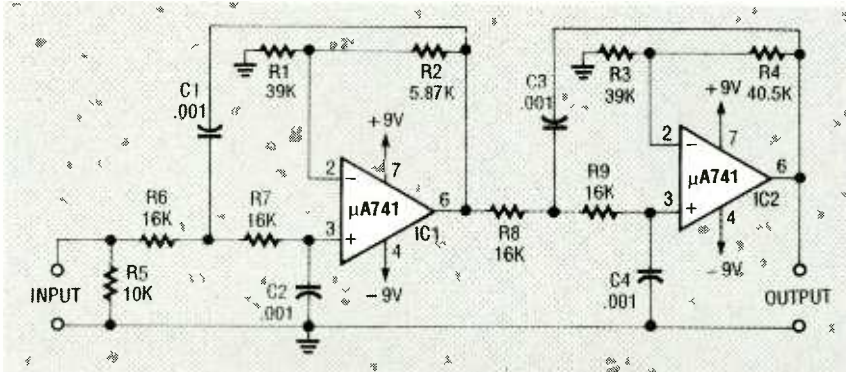 C1
.001
R1
39K
R2
5.87K
+9V
2
−
7
μA741
6
3
+
4
IC1
−9V
R6
16K
R7
16K
R5
10K
C2
.001
INPUT
R8
16K
C3
.001
R3
39K
R4
40.5K
+9V
2
−
7
μA741
6
3
+
4
IC2
−9V
R9
16K
C4
.001
OUTPUT